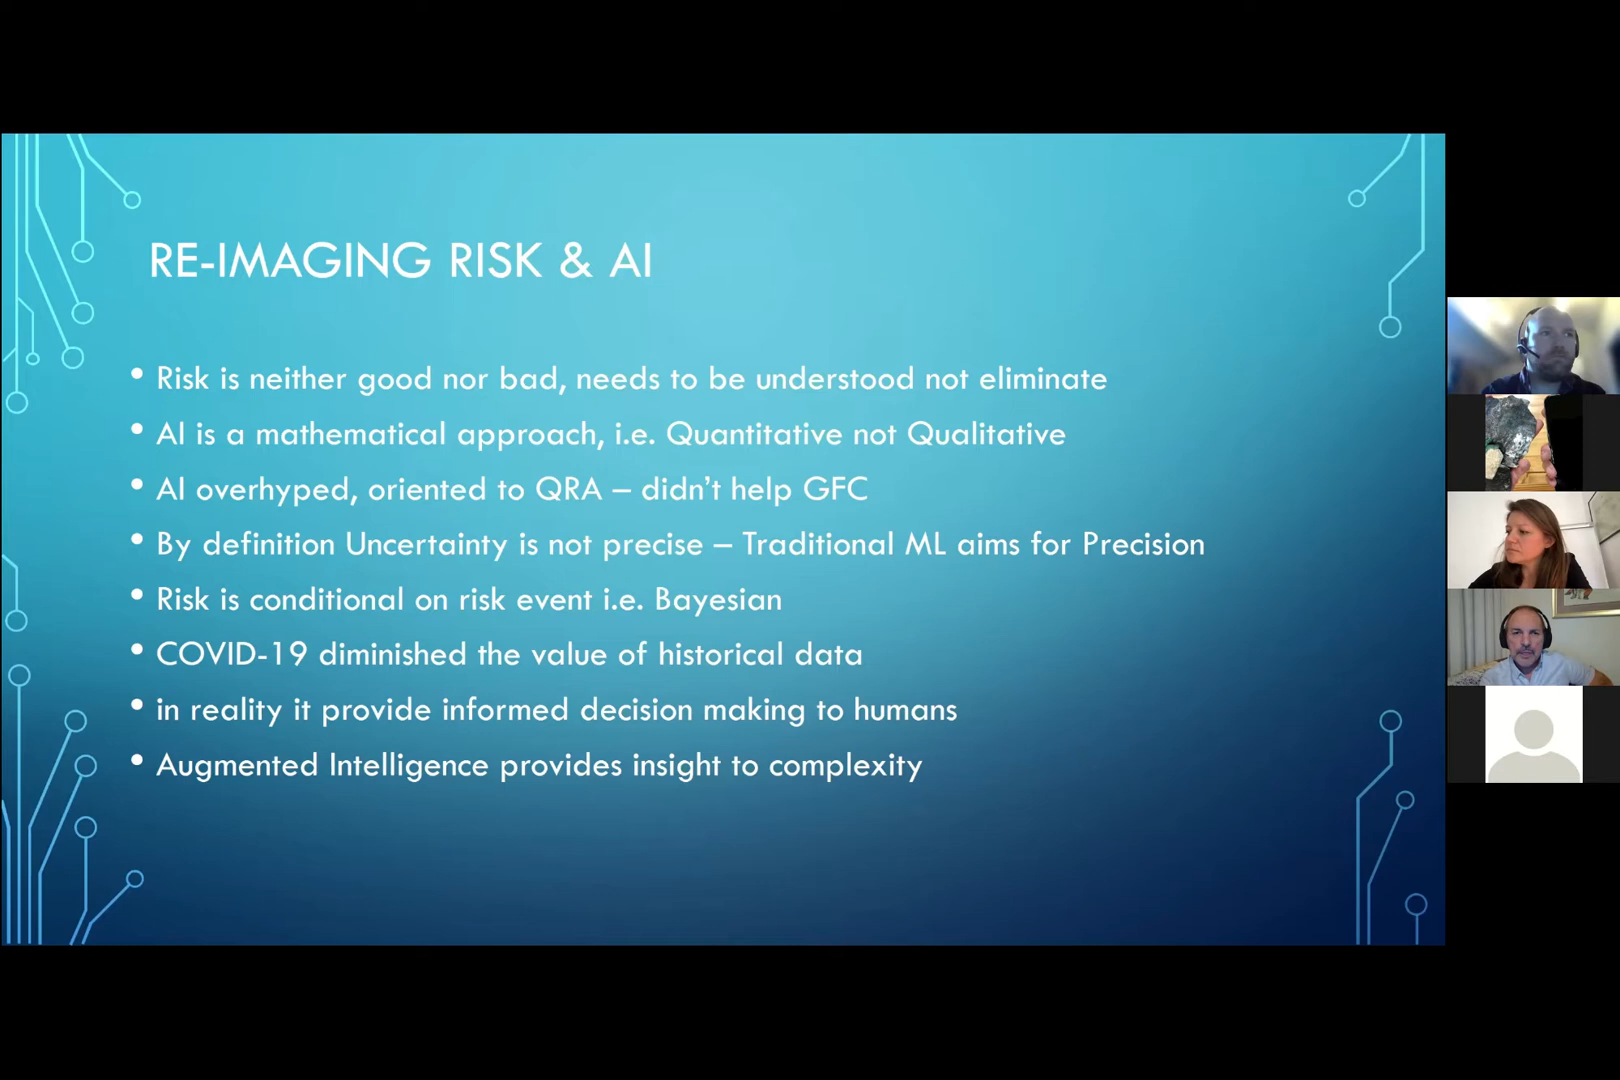 RE-IMAGING RISK & AI
• Risk is neither good nor bad, needs to be understood not eliminate
• AI is a mathematical approach, i.e. Quantitative not Qualitative
• AI overhyped, oriented to QRA – didn't help GFC
• By definition Uncertainty is not precise – Traditional ML aims for Precision
• Risk is conditional on risk event i.e. Bayesian
• COVID-19 diminished the value of historical data
• in reality it provide informed decision making to humans
• Augmented Intelligence provides insight to complexity